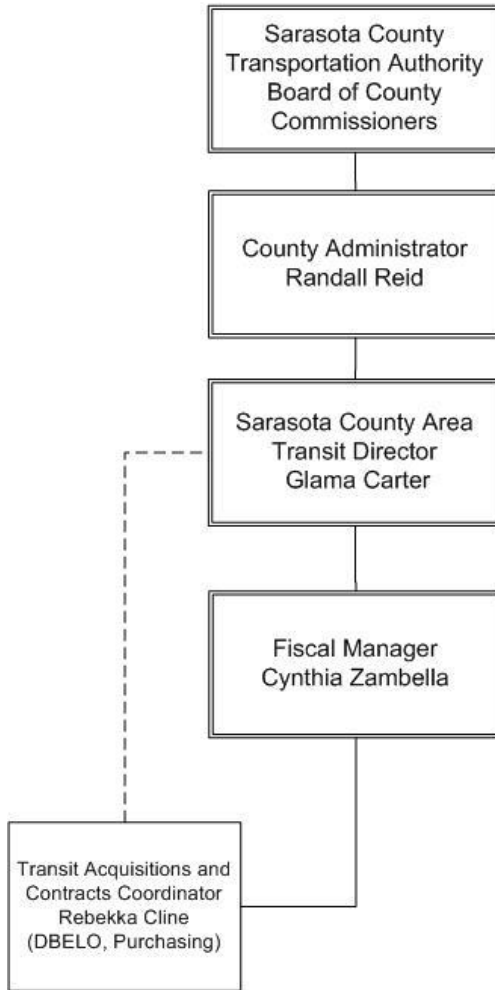 Sarasota County
Transportation Authority
Board of County
Commissioners
County Administrator
Randall Reid
Sarasota County Area
Transit Director
Glama Carter
Fiscal Manager
Cynthia Zambella
Transit Acquisitions and
Contracts Coordinator
Rebekka Cline
(DBELO, Purchasing)